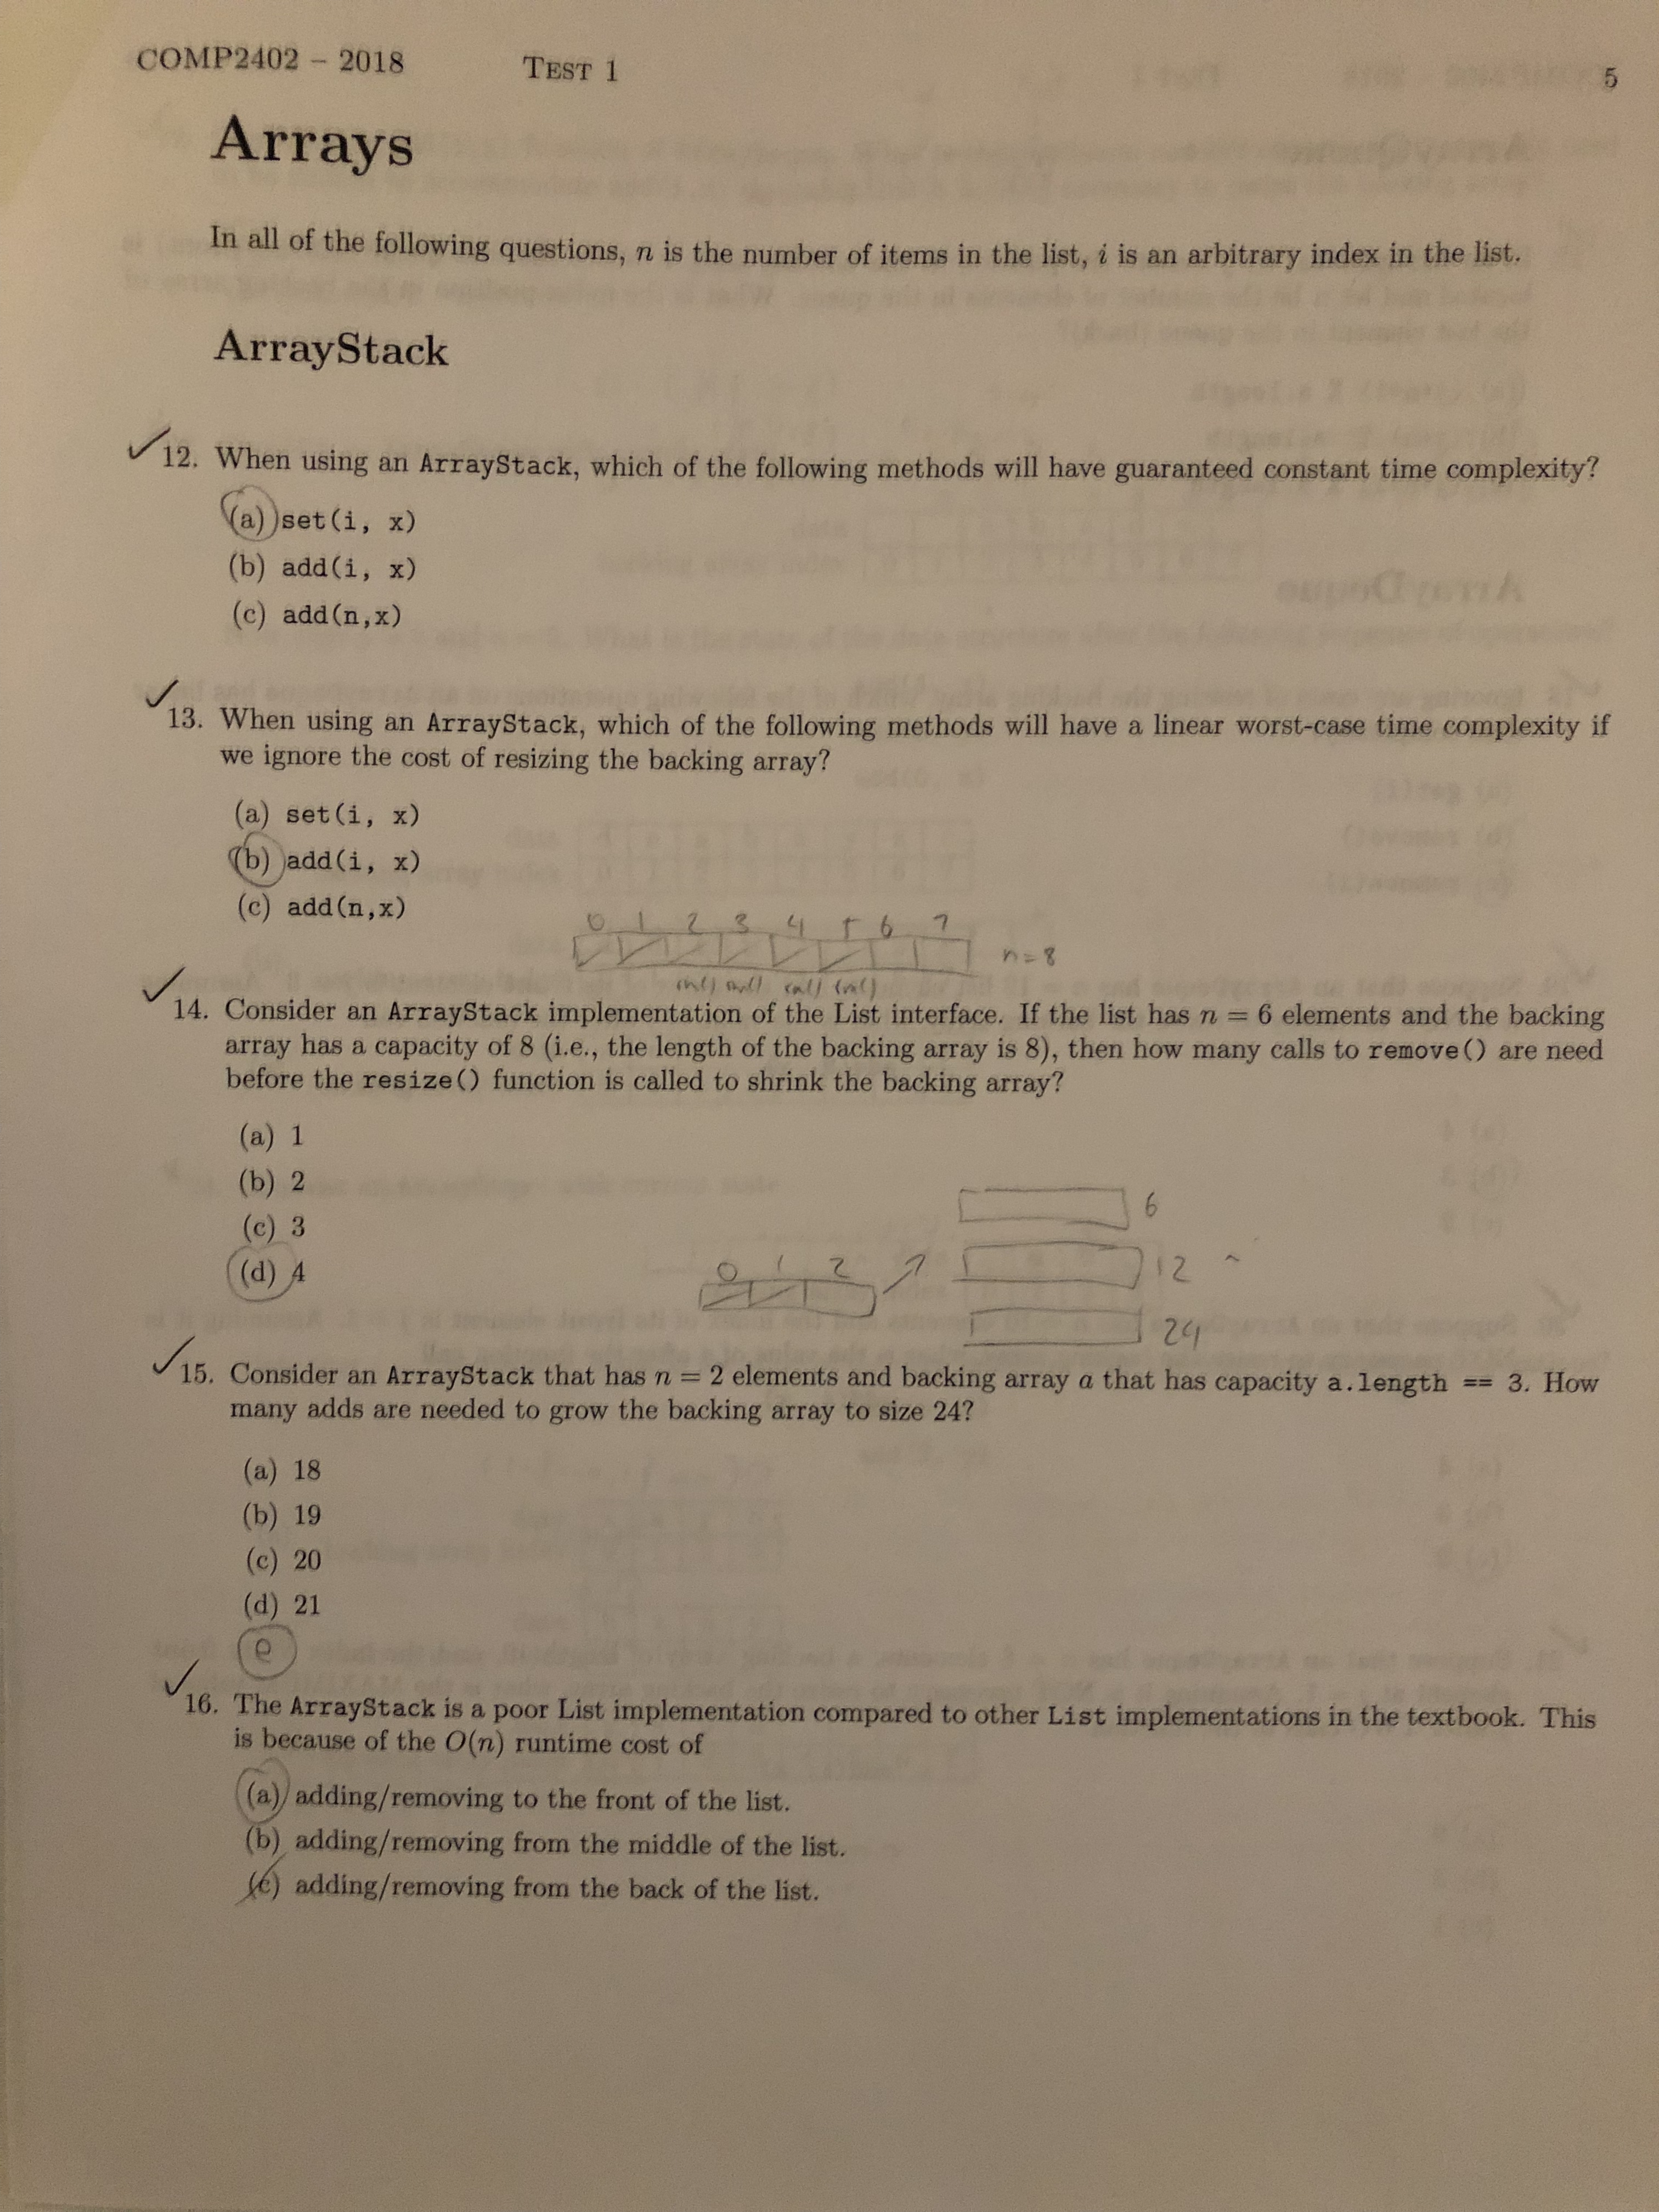 COMP2402 – 2018 TEST 1 5
Arrays
In all of the following questions, n is the number of items in the list, i is an arbitrary index in the list.
ArrayStack
12. When using an ArrayStack, which of the following methods will have guaranteed constant time complexity?
(a) set(i, x)
(b) add(i, x)
(c) add(n,x)
13. When using an ArrayStack, which of the following methods will have a linear worst-case time complexity if
we ignore the cost of resizing the backing array?
(a) set(i, x)
(b) add(i, x)
(c) add(n,x)
0 1 2 3 4 5 6 7
n=8
14. Consider an ArrayStack implementation of the List interface. If the list has n = 6 elements and the backing
array has a capacity of 8 (i.e., the length of the backing array is 8), then how many calls to remove() are need
before the resize() function is called to shrink the backing array?
(a) 1
(b) 2
(c) 3
(d) 4
6
0 1 2 12
24
15. Consider an ArrayStack that has n = 2 elements and backing array a that has capacity a.length == 3. How
many adds are needed to grow the backing array to size 24?
(a) 18
(b) 19
(c) 20
(d) 21
e
16. The ArrayStack is a poor List implementation compared to other List implementations in the textbook. This
is because of the O(n) runtime cost of
(a) adding/removing to the front of the list.
(b) adding/removing from the middle of the list.
(c) adding/removing from the back of the list.